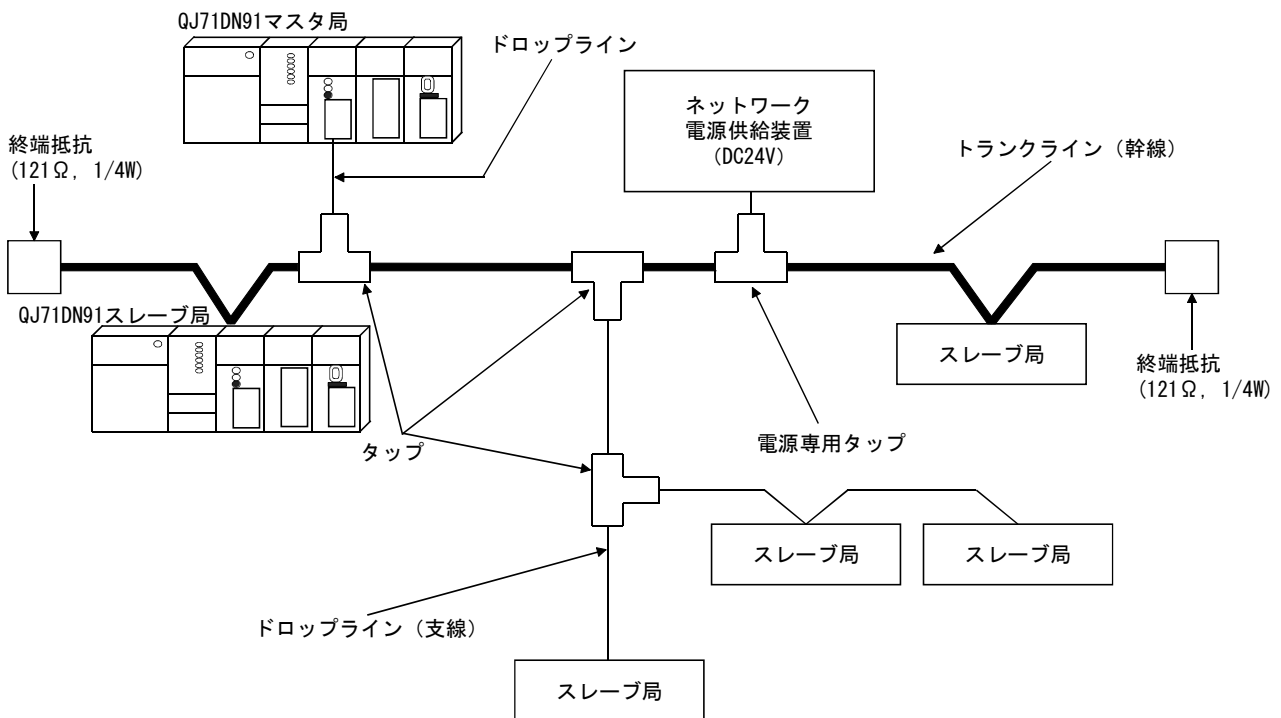 QJ71DN91マスタ局
ドロップライン
ネットワーク
電源供給装置
(DC24V)
トランクライン（幹線）
終端抵抗
(121Ω, 1/4W)
QJ71DN91スレーブ局
スレーブ局
終端抵抗
(121Ω, 1/4W)
タップ
電源専用タップ
スレーブ局
スレーブ局
ドロップライン（支線）
スレーブ局